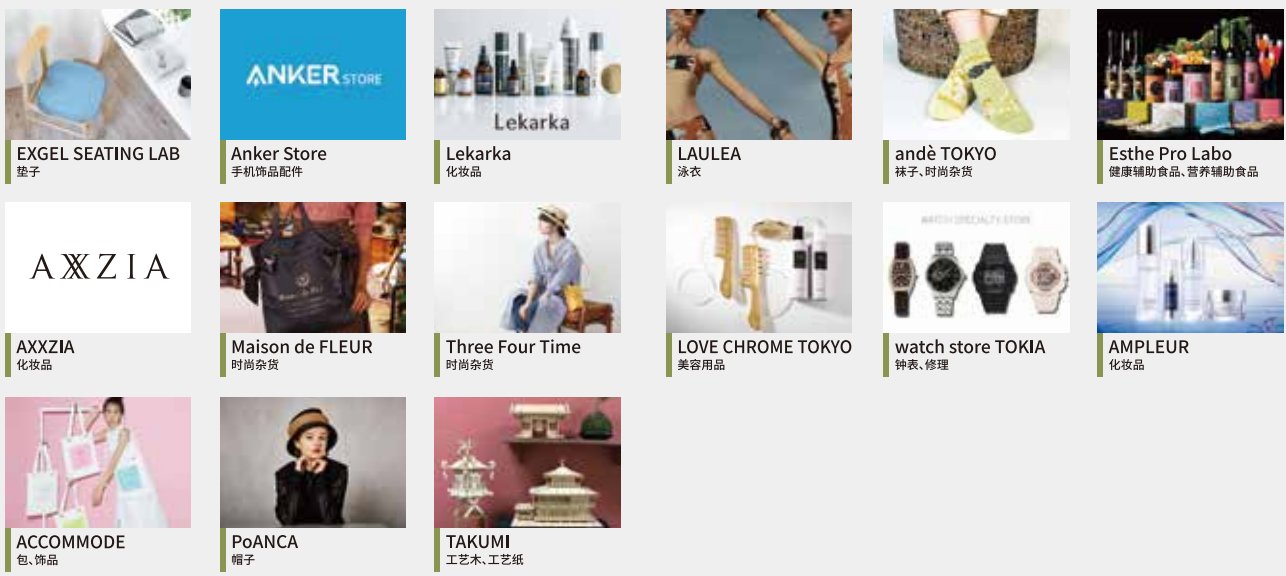 ANKER STORE
Lekarka
EXGEL SEATING LAB
垫子
Anker Store
手机饰品配件
Lekarka
化妆品
LAULEA
泳衣
andè TOKYO
袜子、时尚杂货
Esthe Pro Labo
健康辅助食品、营养辅助食品
AXXZIA
WATCH SPECIALTY STORE
AXXZIA
化妆品
Maison de FLEUR
时尚杂货
Three Four Time
时尚杂货
LOVE CHROME TOKYO
美容用品
watch store TOKIA
钟表、修理
AMPLEUR
化妆品
ACCOMMODE
包、饰品
PoANCA
帽子
TAKUMI
工艺木、工艺纸